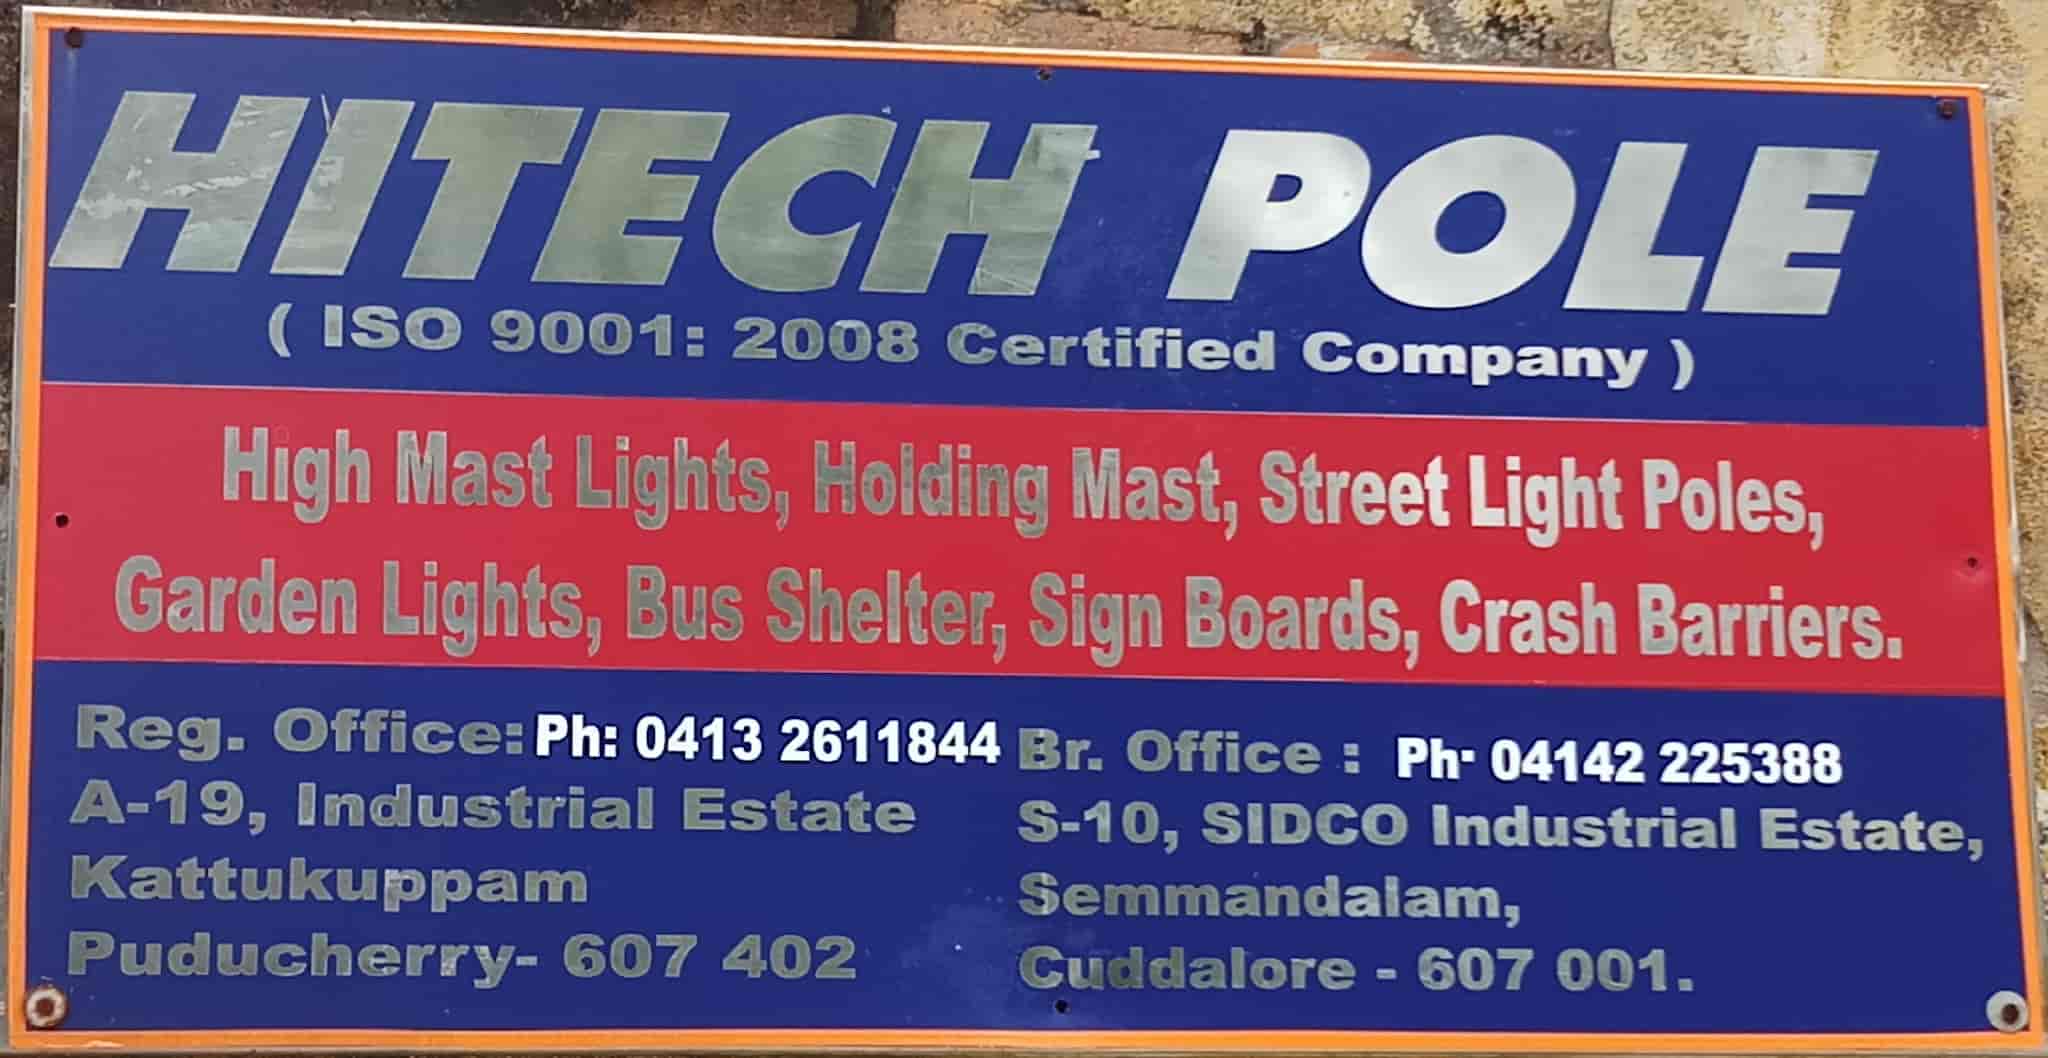 HITECH POLE
( ISO 9001: 2008 Certified Company )
High Mast Lights, Holding Mast, Street Light Poles,
Garden Lights, Bus Shelter, Sign Boards, Crash Barriers.
Reg. Office: Ph: 0413 2611844
A-19, Industrial Estate
Kattukuppam
Puducherry- 607 402
Br. Office : Ph· 04142 225388
S-10, SIDCO Industrial Estate,
Semmandalam,
Cuddalore - 607 001.